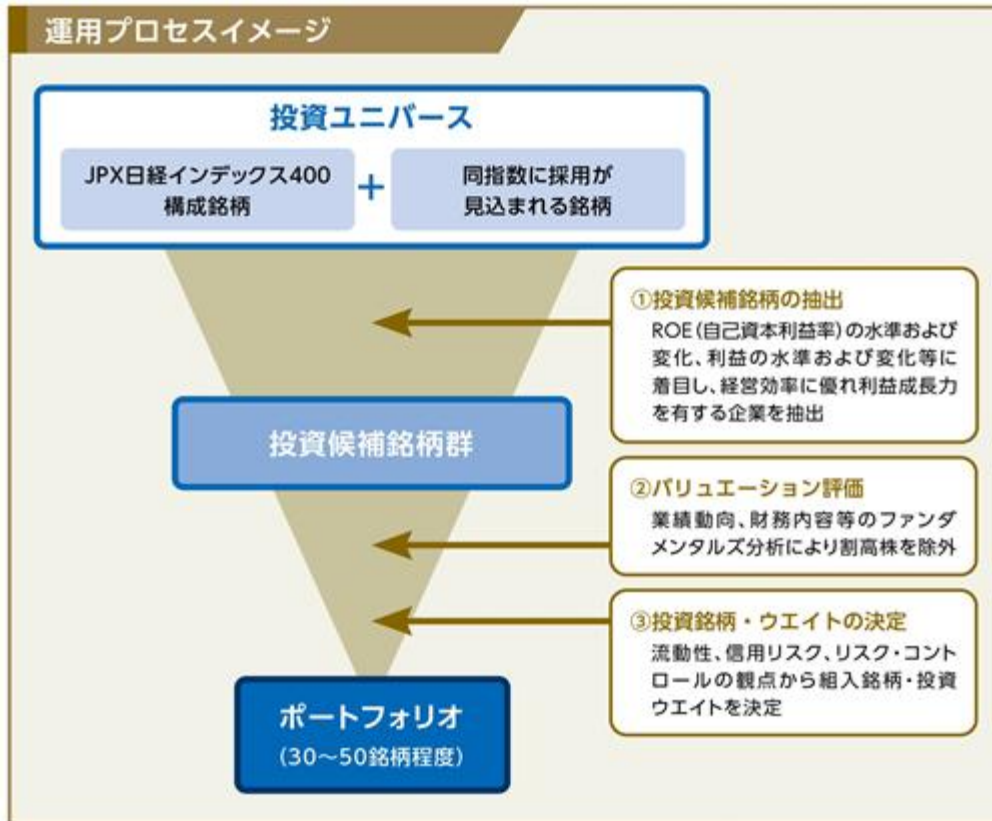 運用プロセスイメージ
投資ユニバース
JPX日経インデックス400
構成銘柄
+
同指数に採用が
見込まれる銘柄
①投資候補銘柄の抽出
ROE(自己資本利益率)の水準および
変化、利益の水準および変化等に
着目し、経営効率に優れ利益成長力
を有する企業を抽出
投資候補銘柄群
②バリュエーション評価
業績動向、財務内容等のファンダ
メンタルズ分析により割高株を除外
③投資銘柄・ウエイトの決定
流動性、信用リスク、リスク・コント
ロールの観点から組入銘柄・投資
ウエイトを決定
ポートフォリオ
(30〜50銘柄程度)